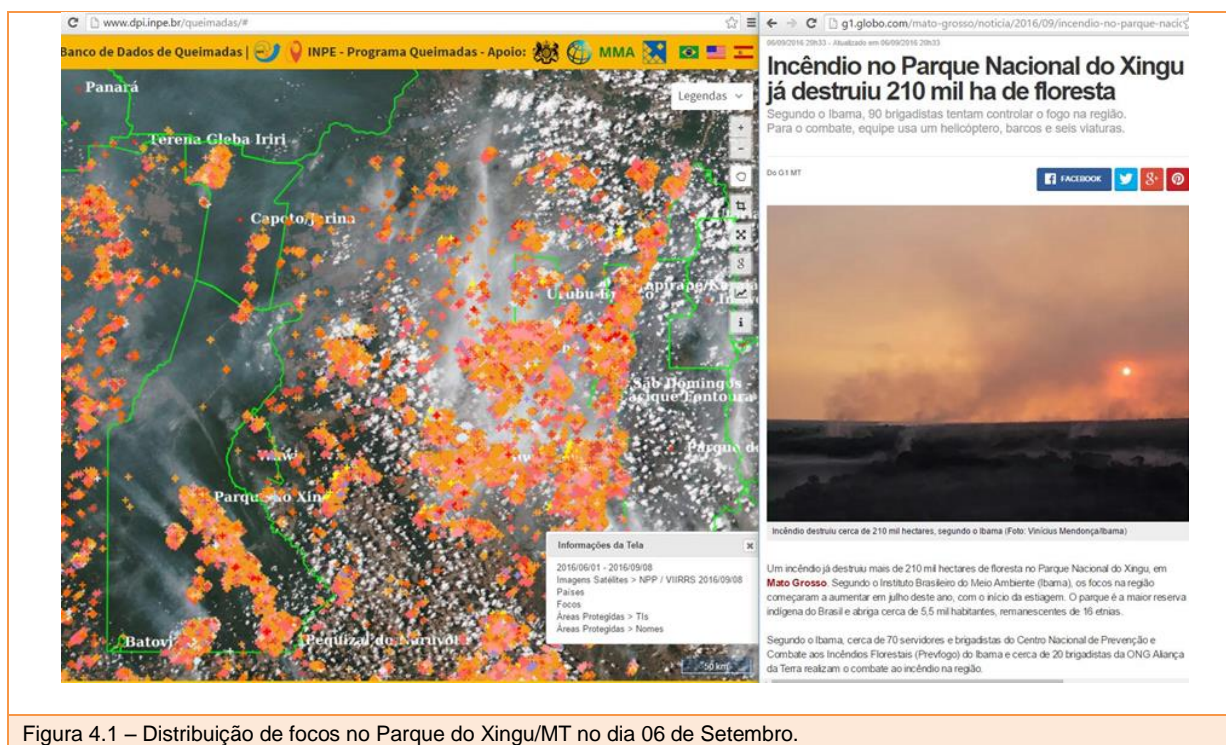 www.dpi.inpe.br/queimadas/#
Banco de Dados de Queimadas | INPE - Programa Queimadas - Apoio: MMA
Panará
Legendas
+
−
Terena Gleba Iriri
Capoto/Jarina
g
i
São Domingos -
Parque do Xin
Batovi
Pequizal do Naruvôt
Informações da Tela
2016/06/01 - 2016/09/08
Imagens Satélites > NPP / VIIRRS 2016/09/08
Países
Focos
Áreas Protegidas > TIs
Áreas Protegidas > Nomes
50 km
g1.globo.com/mato-grosso/noticia/2016/09/incendio-no-parque-nacic
06/09/2016 20h33 - Atualizado em 06/09/2016 20h33
Incêndio no Parque Nacional do Xingu
já destruiu 210 mil ha de floresta
Segundo o Ibama, 90 brigadistas tentam controlar o fogo na região.
Para o combate, equipe usa um helicóptero, barcos e seis viaturas.
Do G1 MT
FACEBOOK
Incêndio destruiu cerca de 210 mil hectares, segundo o Ibama (Foto: Vinícius Mendonça/Ibama)
Um incêndio já destruiu mais de 210 mil hectares de floresta no Parque Nacional do Xingu, em
Mato Grosso. Segundo o Instituto Brasileiro do Meio Ambiente (Ibama), os focos na região
começaram a aumentar em julho deste ano, com o início da estiagem. O parque é a maior reserva
indígena do Brasil e abriga cerca de 5,5 mil habitantes, remanescentes de 16 etnias.
Segundo o Ibama, cerca de 70 servidores e brigadistas do Centro Nacional de Prevenção e
Combate aos Incêndios Florestais (Prevfogo) do Ibama e cerca de 20 brigadistas da ONG Aliança
da Terra realizam o combate ao incêndio na região.
Figura 4.1 – Distribuição de focos no Parque do Xingu/MT no dia 06 de Setembro.